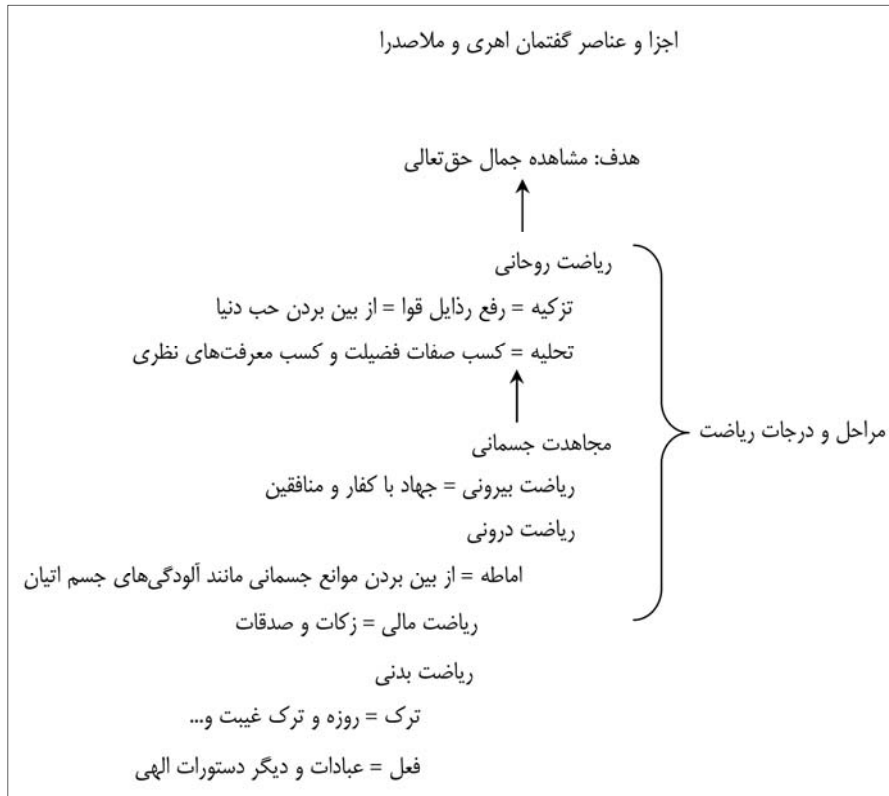 اجزا و عناصر گفتمان اهری و ملاصدرا
هدف: مشاهده جمال حق‌تعالی
ریاضت روحانی
تزکیه = رفع رذایل قوا = از بین بردن حب دنیا
تحلیه = کسب صفات فضیلت و کسب معرفت‌های نظری
مراحل و درجات ریاضت
مجاهدت جسمانی
ریاضت بیرونی = جهاد با کفار و منافقین
ریاضت درونی
اماطه = از بین بردن موانع جسمانی مانند آلودگی‌های جسم اتیان
ریاضت مالی = زکات و صدقات
ریاضت بدنی
ترک = روزه و ترک غیبت و...
فعل = عبادات و دیگر دستورات الهی